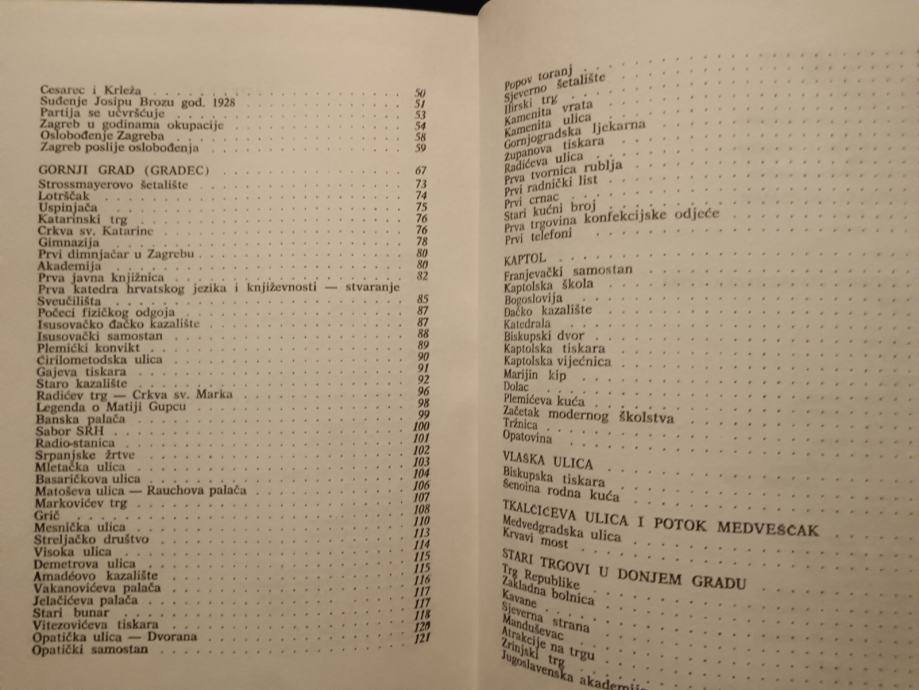 Cesarec i Krleža 50
Suđenje Josipu Brozu god. 1928 51
Partija se učvršćuje 53
Zagreb u godinama okupacije 54
Oslobođenje Zagreba 58
Zagreb poslije oslobođenja 59
GORNJI GRAD (GRADEC) 67
Strossmayerovo šetalište 73
Lotrščak 74
Uspinjača 75
Katarinski trg 76
Crkva sv. Katarine 76
Gimnazija 78
Prvi dimnjačar u Zagrebu 80
Akademija 80
Prva javna knjižnica 82
Prva katedra hrvatskog jezika i književnosti — stvaranje
Sveučilišta 85
Počeci fizičkog odgoja 87
Isusovačko đačko kazalište 87
Isusovački samostan 88
Plemićki konvikt 89
Ćirilometodska ulica 90
Gajeva tiskara 91
Staro kazalište 92
Radićev trg — Crkva sv. Marka 96
Legenda o Matiji Gupcu 98
Banska palača 99
Sabor SRH 100
Radio-stanica 101
Srpanjske žrtve 102
Mletačka ulica 103
Basaričkova ulica 104
Matoševa ulica — Rauchova palača 106
Markovićev trg 107
Grič 108
Mesnička ulica 110
Streljačko društvo 113
Visoka ulica 114
Demetrova ulica 115
Amadéovo kazalište 115
Vakanovićeva palača 116
Jelačićeva palača 117
Stari bunar 117
Vitezovićeva tiskara 118
Opatička ulica — Dvorana 120
Opatički samostan 121
Popov toranj
Sjeverno šetalište
Ilirski trg
Kamenita vrata
Kamenita ulica
Gornjogradska ljekarna
Županova tiskara
Radićeva ulica
Prva tvornica rublja
Prvi radnički list
Prvi crnac
Stari kućni broj
Prva trgovina konfekcijske odjeće
Prvi telefoni
KAPTOL
Franjevački samostan
Kaptolska škola
Bogoslovija
Đačko kazalište
Katedrala
Biskupski dvor
Kaptolska tiskara
Kaptolska vijećnica
Marijin kip
Dolac
Plemićeva kuća
Začetak modernog školstva
Tržnica
Opatovina
VLAŠKA ULICA
Biskupska tiskara
Šenoina rodna kuća
TKALČIĆEVA ULICA I POTOK MEDVEŠČAK
Medvedgradska ulica
Krvavi most
STARI TRGOVI U DONJEM GRADU
Trg Republike
Zakladna bolnica
Kavane
Sjeverna strana
Manduševac
Atrakcije na trgu
Zrinjski trg
Jugoslavenska